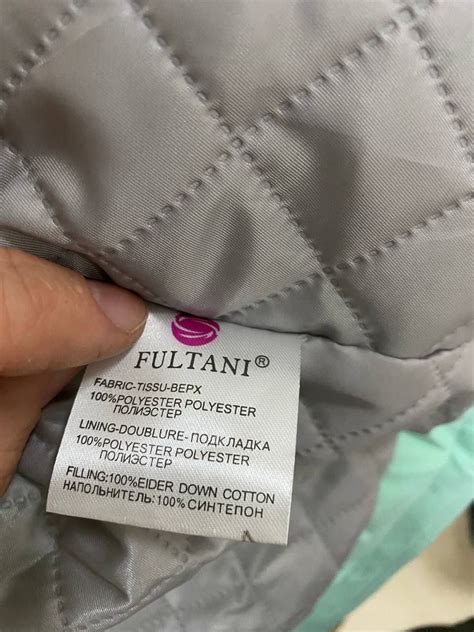 FULTANI®
FABRIC-TISSU-ВЕРХ
100%POLYESTER POLYESTER
ПОЛИЭСТЕР
LINING-DOUBLURE-ПОДКЛАДКА
100%POLYESTER POLYESTER
ПОЛИЭСТЕР
FILLING:100%EIDER DOWN COTTON
НАПОЛЬНИТЕЛЬ:100% СИНТЕПОН